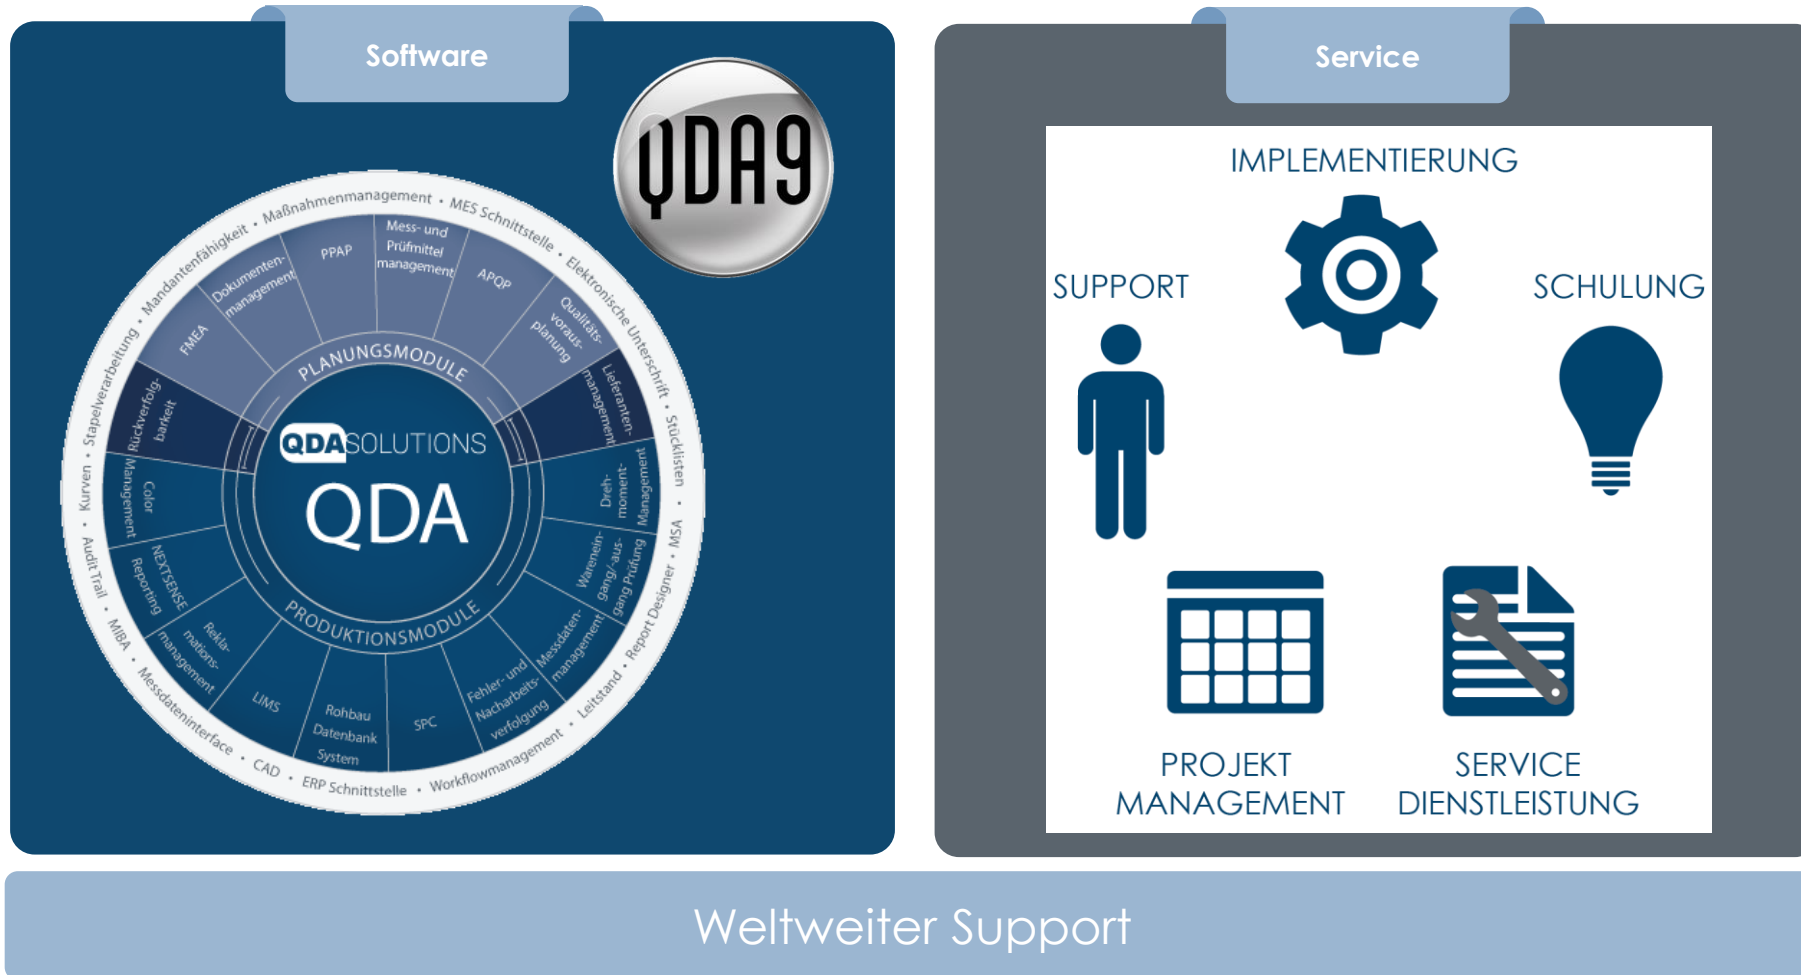 Software
QDA9
Maßnahmenmanagement • MES Schnittstelle • Elektronische Unterschrift • Stücklisten • MSA • Report Designer • Leitstand • Workflowmanagement • ERP Schnittstelle • CAD • Messdateninterface • MIBA • Audit Trail • Kurven • Stapelverarbeitung • Mandantenfähigkeit •
FMEA
Dokumenten-
management
PPAP
Mess- und
Prüfmittel
management
APQP
Qualitäts-
voraus-
planung
Lieferanten-
management
Dreh-
moment-
Management
Warenein-
gang/-aus-
gang Prüfung
Messdaten-
management
Fehler- und
Nacharbeits-
verfolgung
SPC
Rohbau
Datenbank
System
LIMS
Rekla-
mations-
management
NEXTSENSE
Reporting
Color
Management
Rückverfolg-
barkeit
PLANUNGSMODULE
QDASOLUTIONS
QDA
PRODUKTIONSMODULE
Service
IMPLEMENTIERUNG
SUPPORT
SCHULUNG
PROJEKT
MANAGEMENT
SERVICE
DIENSTLEISTUNG
Weltweiter Support